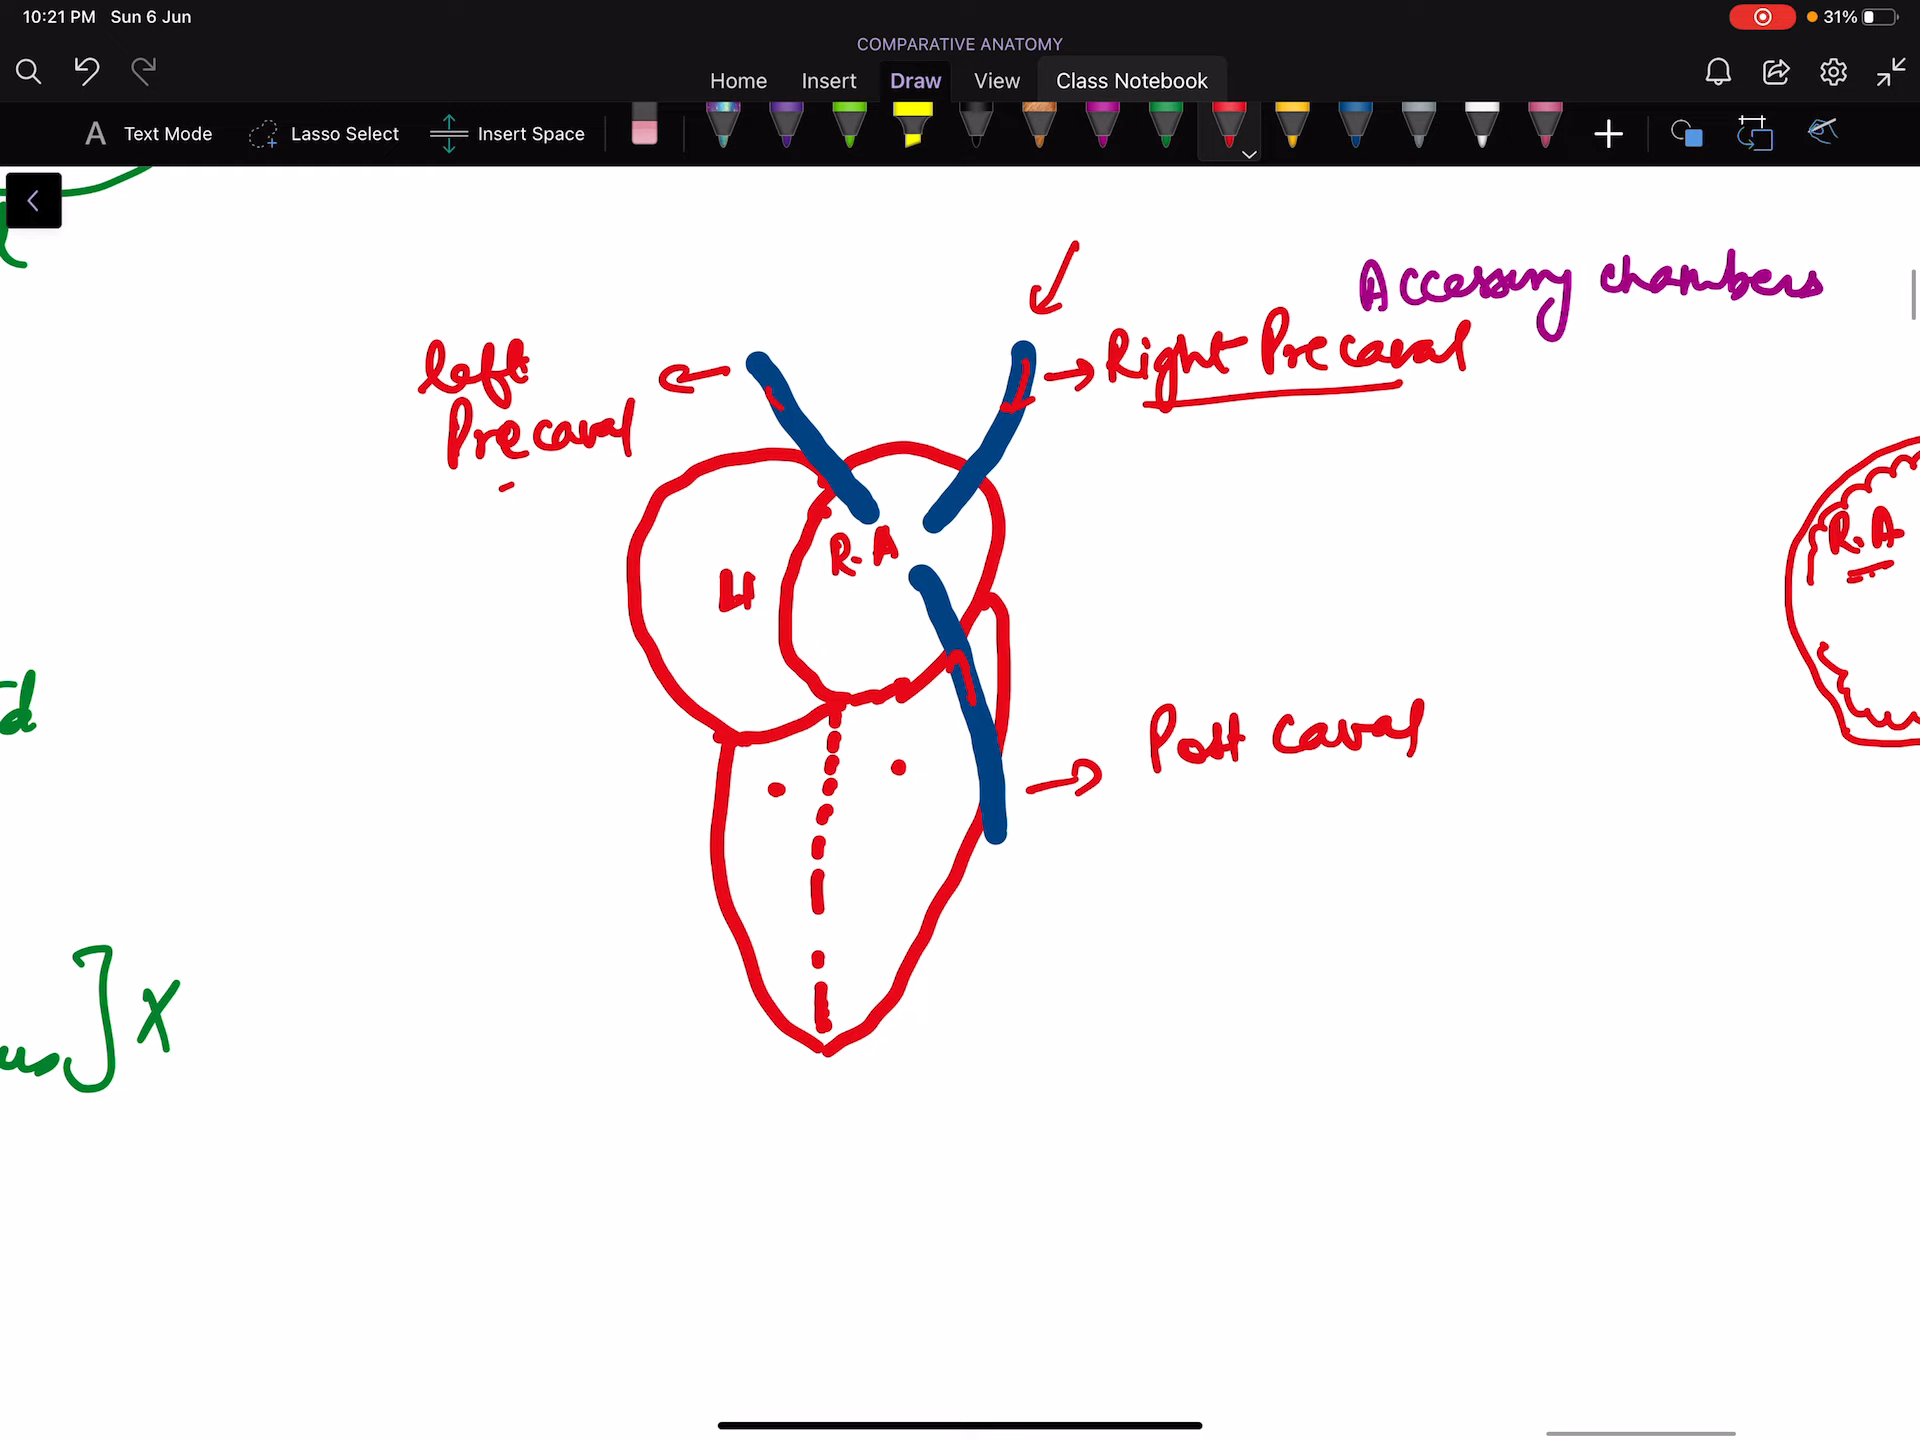 10:21 PM Sun 6 Jun
31%
COMPARATIVE ANATOMY
Home Insert Draw View Class Notebook
A Text Mode Lasso Select Insert Space
Accessory chambers
left
Precaval
Right Precaval
R.A
R.A
Post caval
d
X